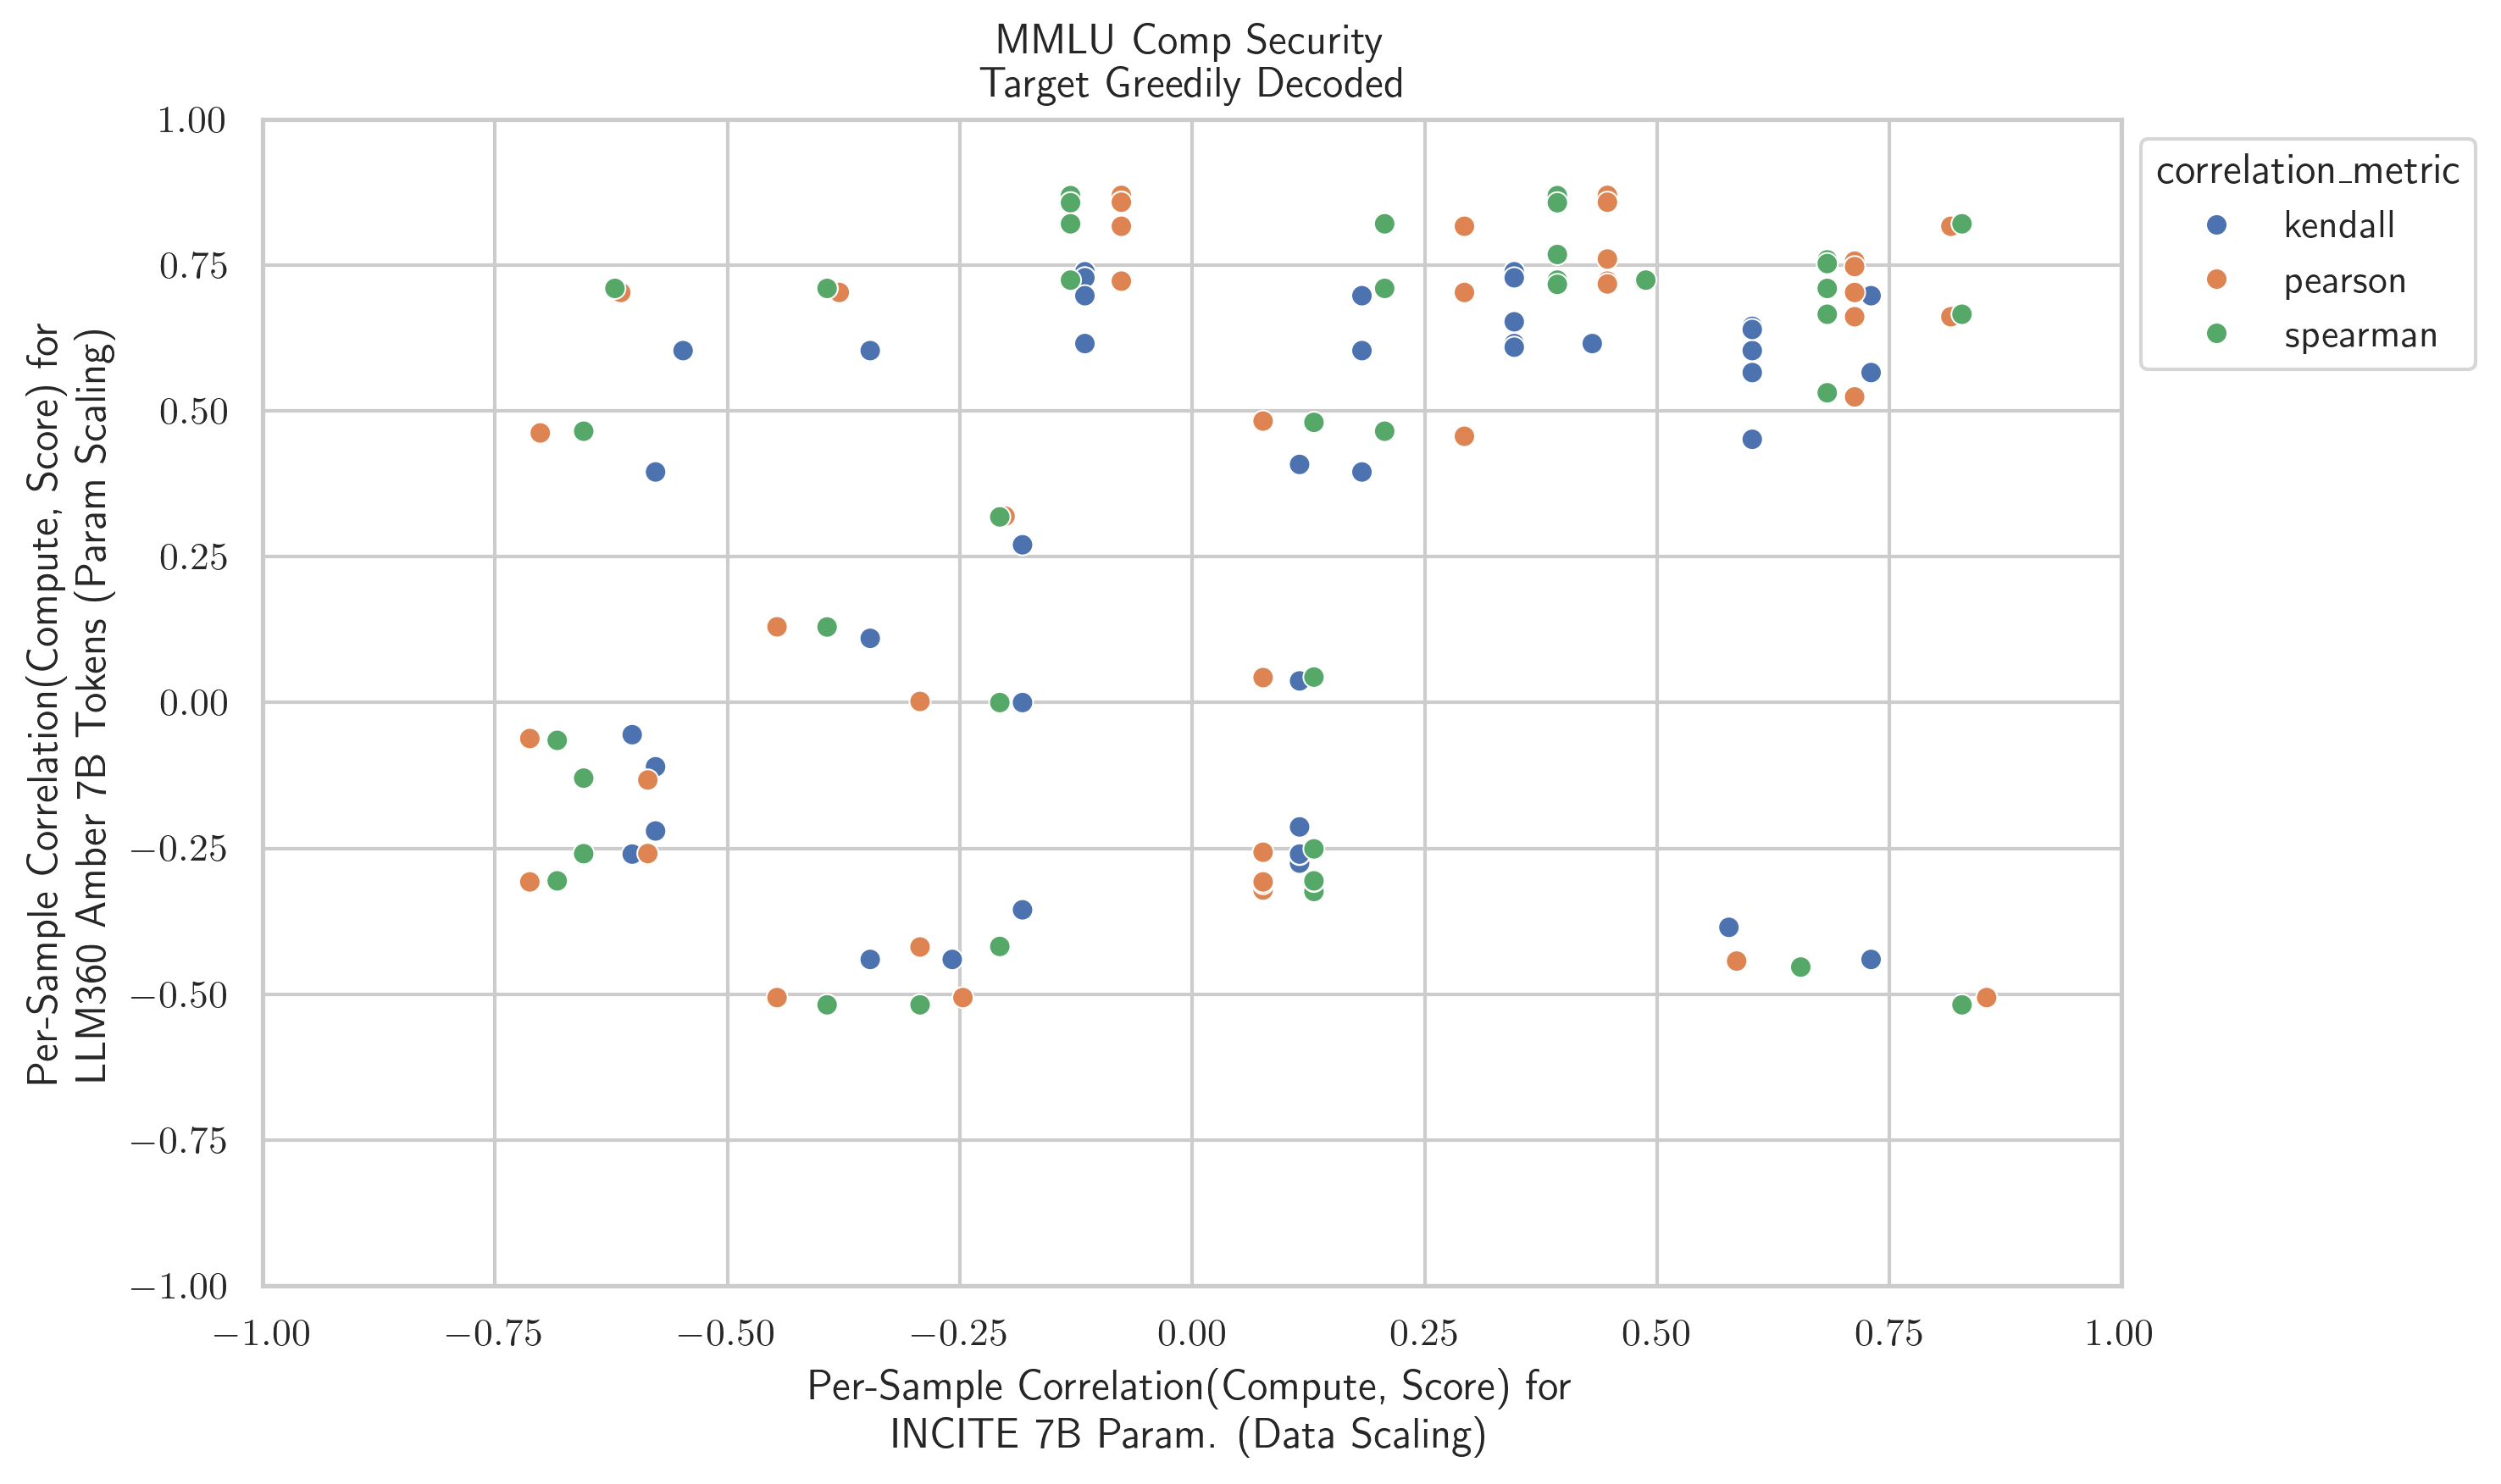 MMLU Comp Security
Target Greedily Decoded
1.00
0.75
0.50
0.25
0.00
−0.25
−0.50
−0.75
−1.00
Per-Sample Correlation(Compute, Score) for
LLM360 Amber 7B Tokens (Param Scaling)
correlation_metric
kendall
pearson
spearman
−1.00
−0.75
−0.50
−0.25
0.00
0.25
0.50
0.75
1.00
Per-Sample Correlation(Compute, Score) for
INCITE 7B Param. (Data Scaling)